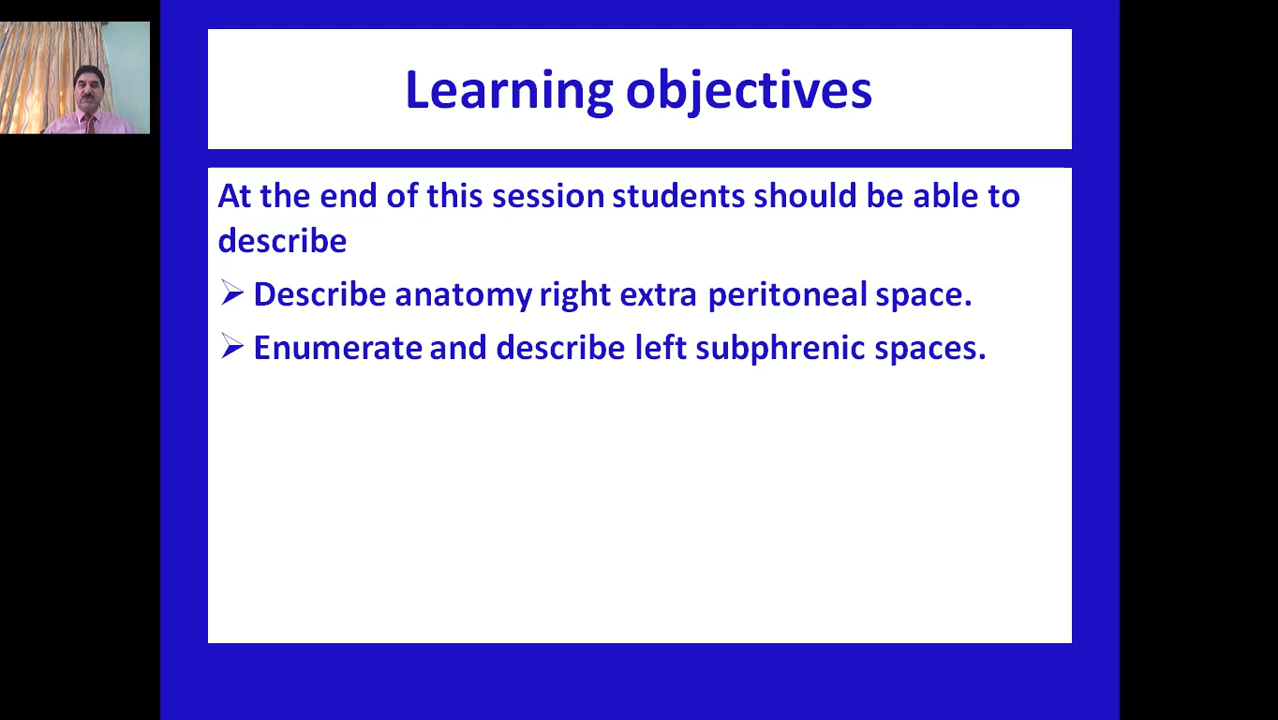 Learning objectives
At the end of this session students should be able to
describe
➢ Describe anatomy right extra peritoneal space.
➢ Enumerate and describe left subphrenic spaces.